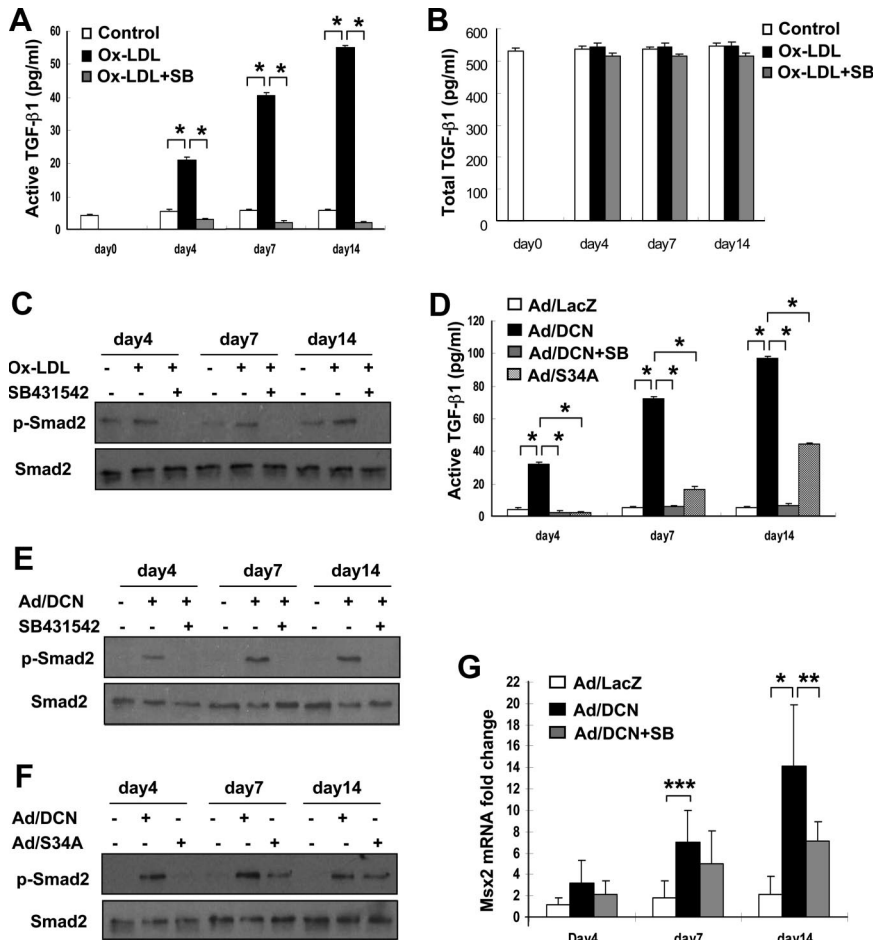 A
Active TGF-β1 (pg/ml)
60
50
40
30
20
10
0
Control
Ox-LDL
Ox-LDL+SB
* *
* *
* *
day0 day4 day7 day14
B
Total TGF-β1 (pg/ml)
600
500
400
300
200
100
0
Control
Ox-LDL
Ox-LDL+SB
day0 day4 day7 day14
C
day4 day7 day14
Ox-LDL - + + - + + - + +
SB431542 - - + - - + - - +
p-Smad2
Smad2
D
Active TGF-β1 (pg/ml)
120
100
80
60
40
20
0
Ad/LacZ
Ad/DCN
Ad/DCN+SB
Ad/S34A
* * *
* * *
* * *
day4 day7 day14
E
day4 day7 day14
Ad/DCN - + + - + + - + +
SB431542 - - + - - + - - +
p-Smad2
Smad2
F
day4 day7 day14
Ad/DCN - + - - + - - + -
Ad/S34A - - + - - + - - +
p-Smad2
Smad2
G
Msx2 mRNA fold change
22
20
18
16
14
12
10
8
6
4
2
0
Ad/LacZ
Ad/DCN
Ad/DCN+SB
***
* **
Day4 day7 day14